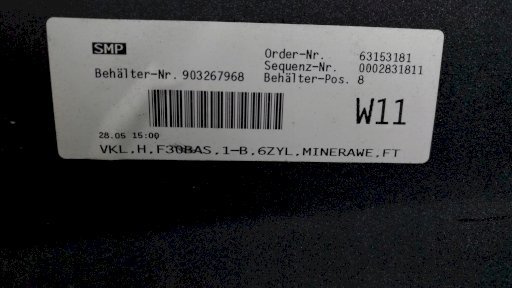 SMP
Order-Nr. 63153181
Sequenz-Nr. 0002831811
Behälter-Nr. 903267968 Behälter-Pos. 8
W11
28.05 15:00
VKL.H.F30BAS.1-B.6ZYL.MINERAWE.FT